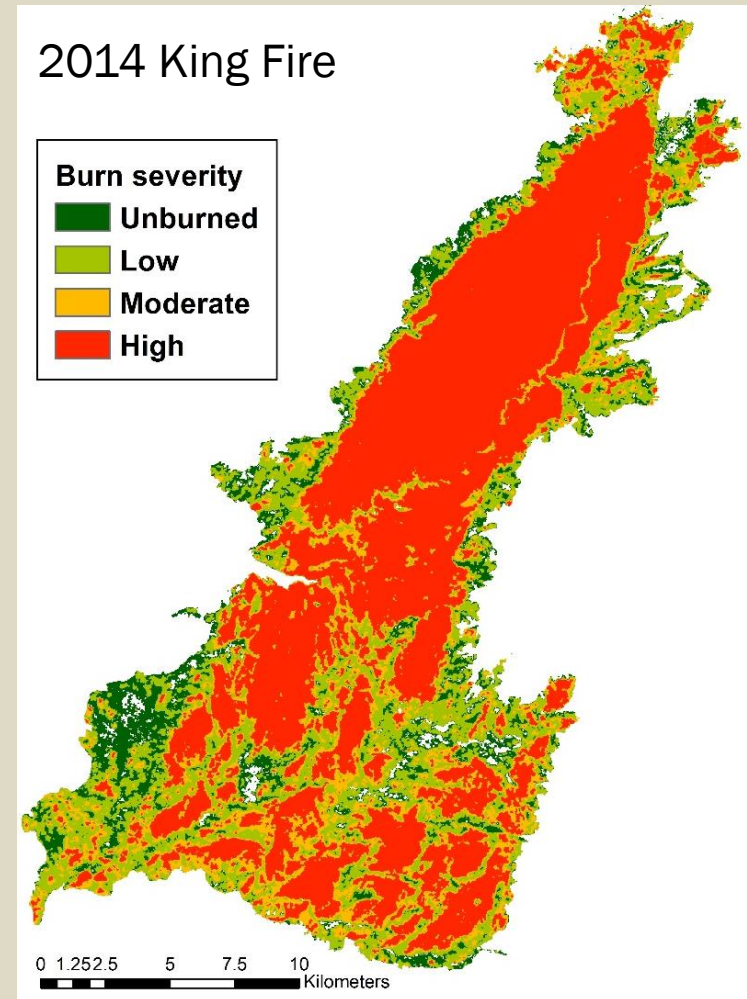 2014 King Fire
Burn severity
Unburned
Low
Moderate
High
0 1.252.5 5 7.5 10
Kilometers